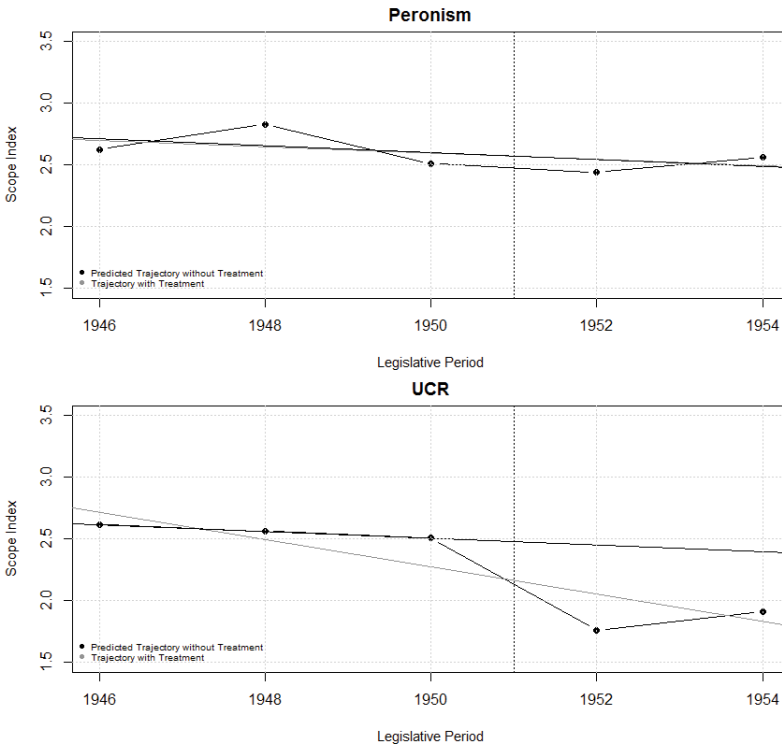 Peronism
3.5
3.0
2.5
2.0
1.5
Scope Index
Predicted Trajectory without Treatment
Trajectory with Treatment
1946 1948 1950 1952 1954
Legislative Period
UCR
3.5
3.0
2.5
2.0
1.5
Scope Index
Predicted Trajectory without Treatment
Trajectory with Treatment
1946 1948 1950 1952 1954
Legislative Period